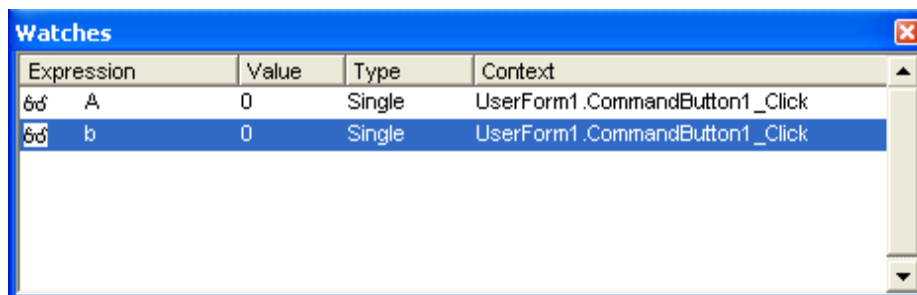 Watches
Expression Value Type Context
A 0 Single UserForm1.CommandButton1_Click
b 0 Single UserForm1.CommandButton1_Click